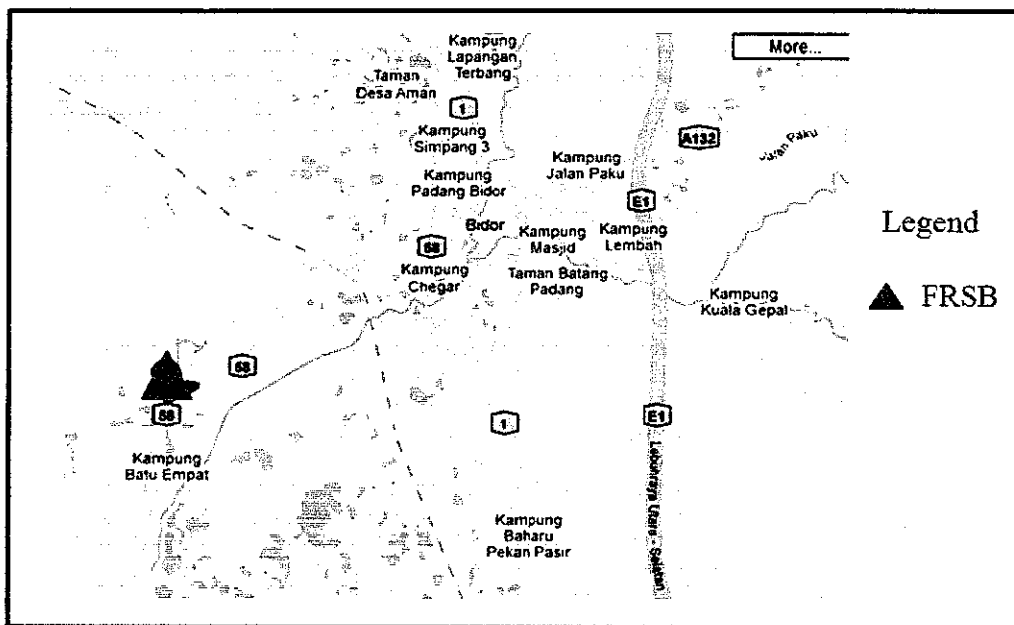 Kampung
Lapangan
Terbang
More...
Taman
Desa Aman
1
Kampung
Simpang 3
A132
Jalan Paku
Kampung
Jalan Paku
Kampung
Padang Bidor
E1
Bidor
Kampung
Masjid
Kampung
Lembah
Legend
58
Kampung
Chegar
Taman Batang
Padang
Kampung
Kuala Gepai
FRSB
58
58
1
E1
Kampung
Batu Empat
Lebuhraya Utara - Selatan
Kampung
Baharu
Pekan Pasir